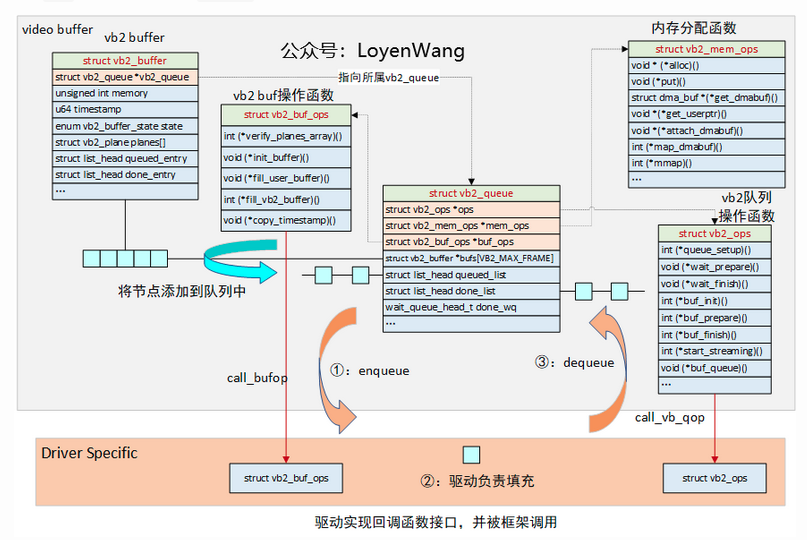 video buffer
vb2 buffer
struct vb2_buffer
struct vb2_queue *vb2_queue
unsigned int memory
u64 timestamp
enum vb2_buffer_state state
struct vb2_plane planes[]
struct list_head queued_entry
struct list_head done_entry
...
公众号：LoyenWang
指向所属vb2_queue
vb2 buf操作函数
struct vb2_buf_ops
int (*verify_planes_array)()
void (*init_buffer)()
void (*fill_user_buffer)()
int (*fill_vb2_buffer)()
void (*copy_timestamp)()
内存分配函数
struct vb2_mem_ops
void * (*alloc)()
void (*put)()
struct dma_buf *(*get_dmabuf)()
void *(*get_userptr)()
void *(*attach_dmabuf)()
int (*map_dmabuf)()
int (*mmap)()
...
struct vb2_queue
struct vb2_ops *ops
struct vb2_mem_ops *mem_ops
struct vb2_buf_ops *buf_ops
struct vb2_buffer *bufs[VB2_MAX_FRAME]
struct list_head queued_list
struct list_head done_list
wait_queue_head_t done_wq
...
vb2队列
操作函数
struct vb2_ops
int (*queue_setup)()
void (*wait_prepare)()
void (*wait_finish)()
int (*buf_init)()
int (*buf_prepare)()
int (*buf_finish)()
int (*start_streaming)()
void (*buf_queue)()
...
将节点添加到队列中
①：enqueue
③：dequeue
call_bufop
call_vb_qop
Driver Specific
struct vb2_buf_ops
②：驱动负责填充
struct vb2_ops
驱动实现回调函数接口，并被框架调用